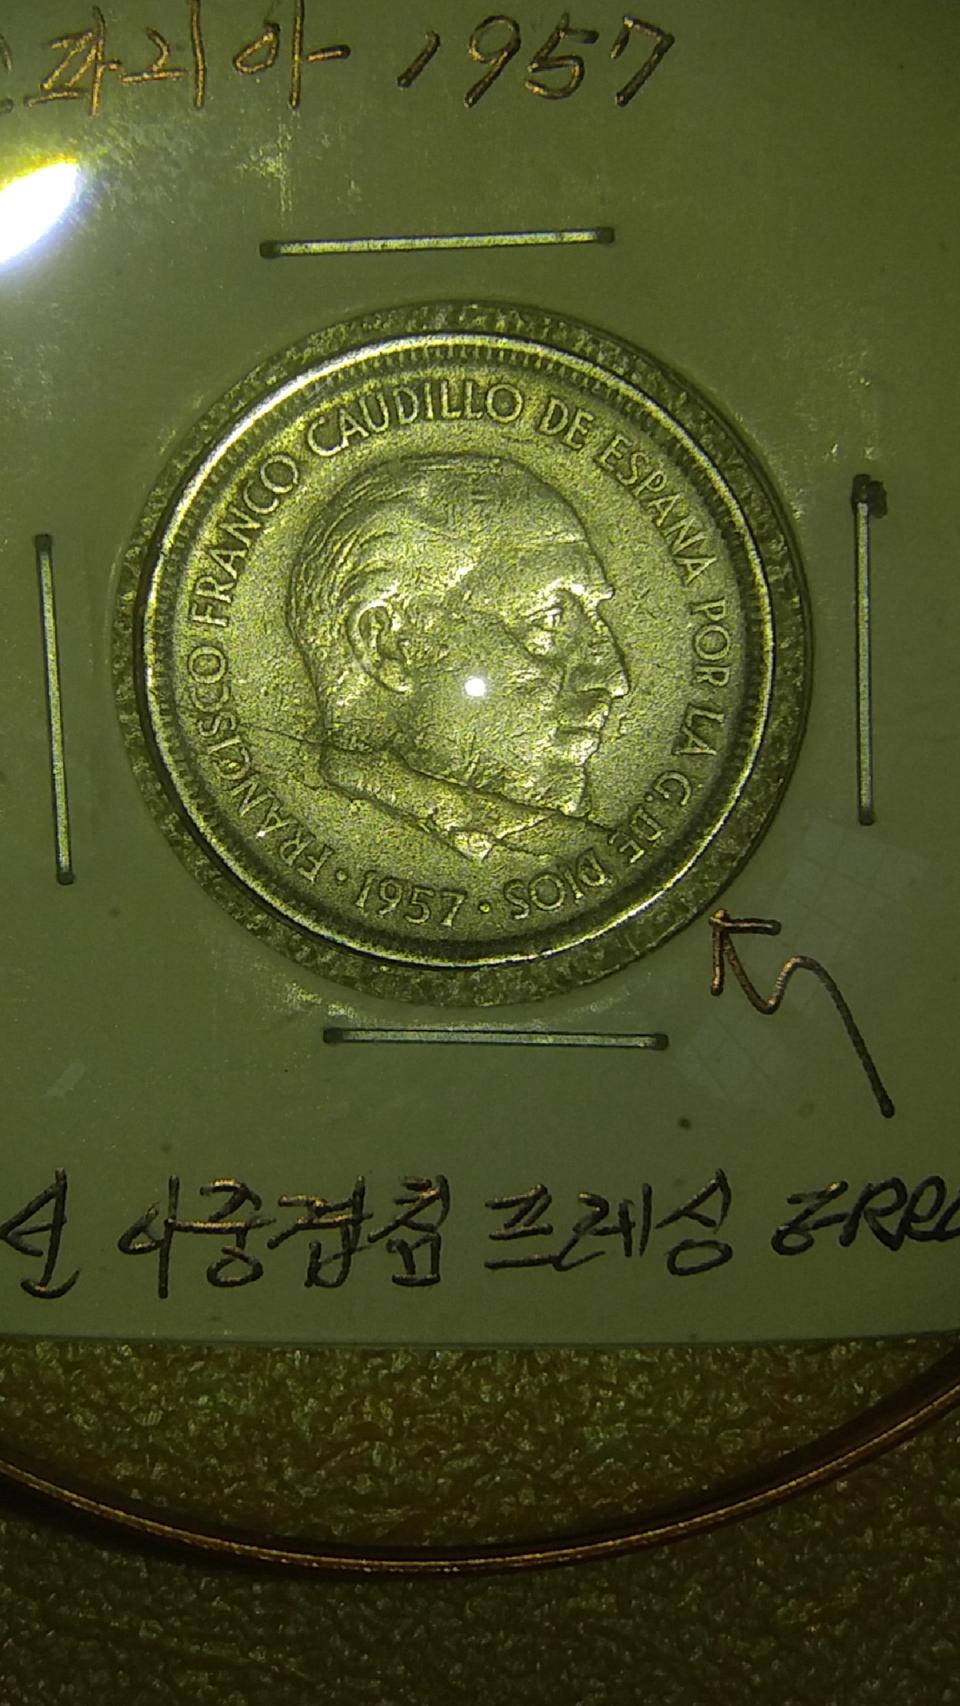 과리아 1957
FRANCISCO FRANCO CAUDILLO DE ESPAÑA POR LA G. DE DIOS · 1957 ·
사중겹침 프레싱 ERRO